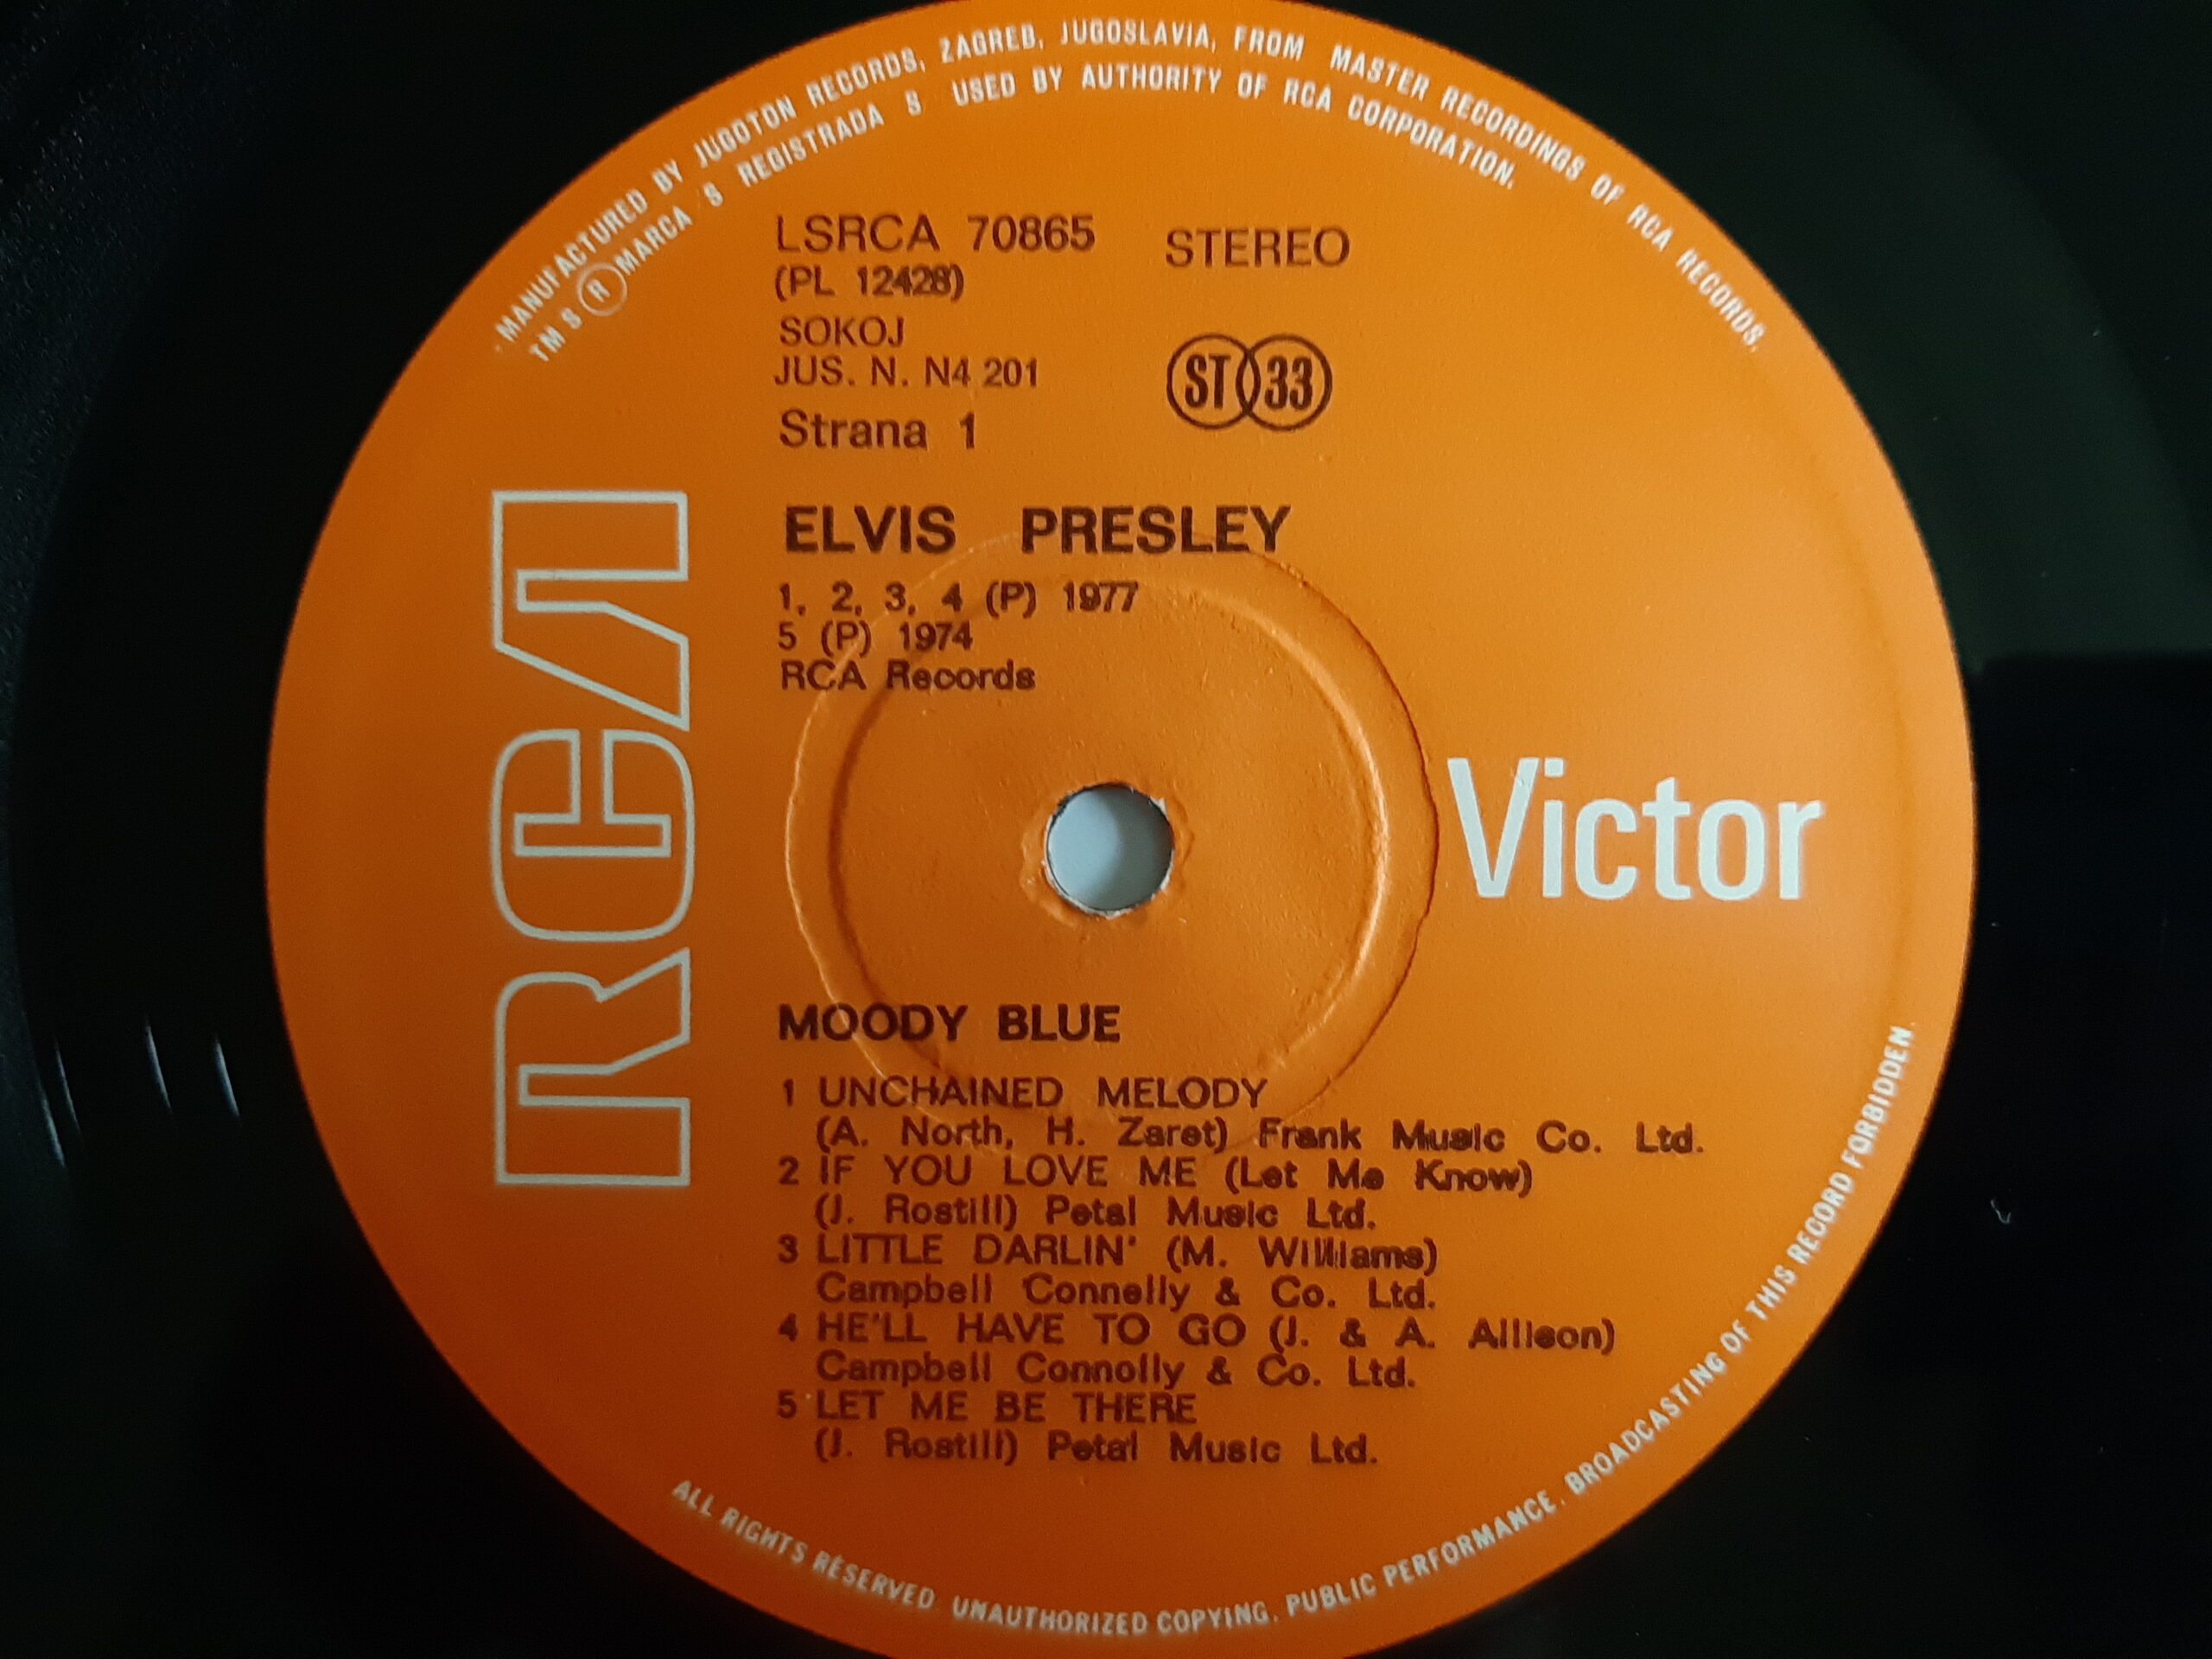 MANUFACTURED BY JUGOTON RECORDS, ZAGREB, JUGOSLAVIA, FROM MASTER RECORDINGS OF RCA RECORDS.
TM S ® MARCA S REGISTRADA S USED BY AUTHORITY OF RCA CORPORATION.
LSRCA 70865 STEREO
(PL 12428)
SOKOJ
JUS. N. N4 201
ST 33
Strana 1
ELVIS PRESLEY
1, 2, 3, 4 (P) 1977
5 (P) 1974
RCA Records
RCA
Victor
MOODY BLUE
1 UNCHAINED MELODY
(A. North, H. Zaret) Frank Music Co. Ltd.
2 IF YOU LOVE ME (Let Me Know)
(J. Rostill) Petal Music Ltd.
3 LITTLE DARLIN' (M. Williams)
Campbell Connelly & Co. Ltd.
4 HE'LL HAVE TO GO (J. & A. Allison)
Campbell Connolly & Co. Ltd.
5 LET ME BE THERE
(J. Rostill) Petal Music Ltd.
ALL RIGHTS RESERVED. UNAUTHORIZED COPYING, PUBLIC PERFORMANCE, BROADCASTING OF THIS RECORD FORBIDDEN.